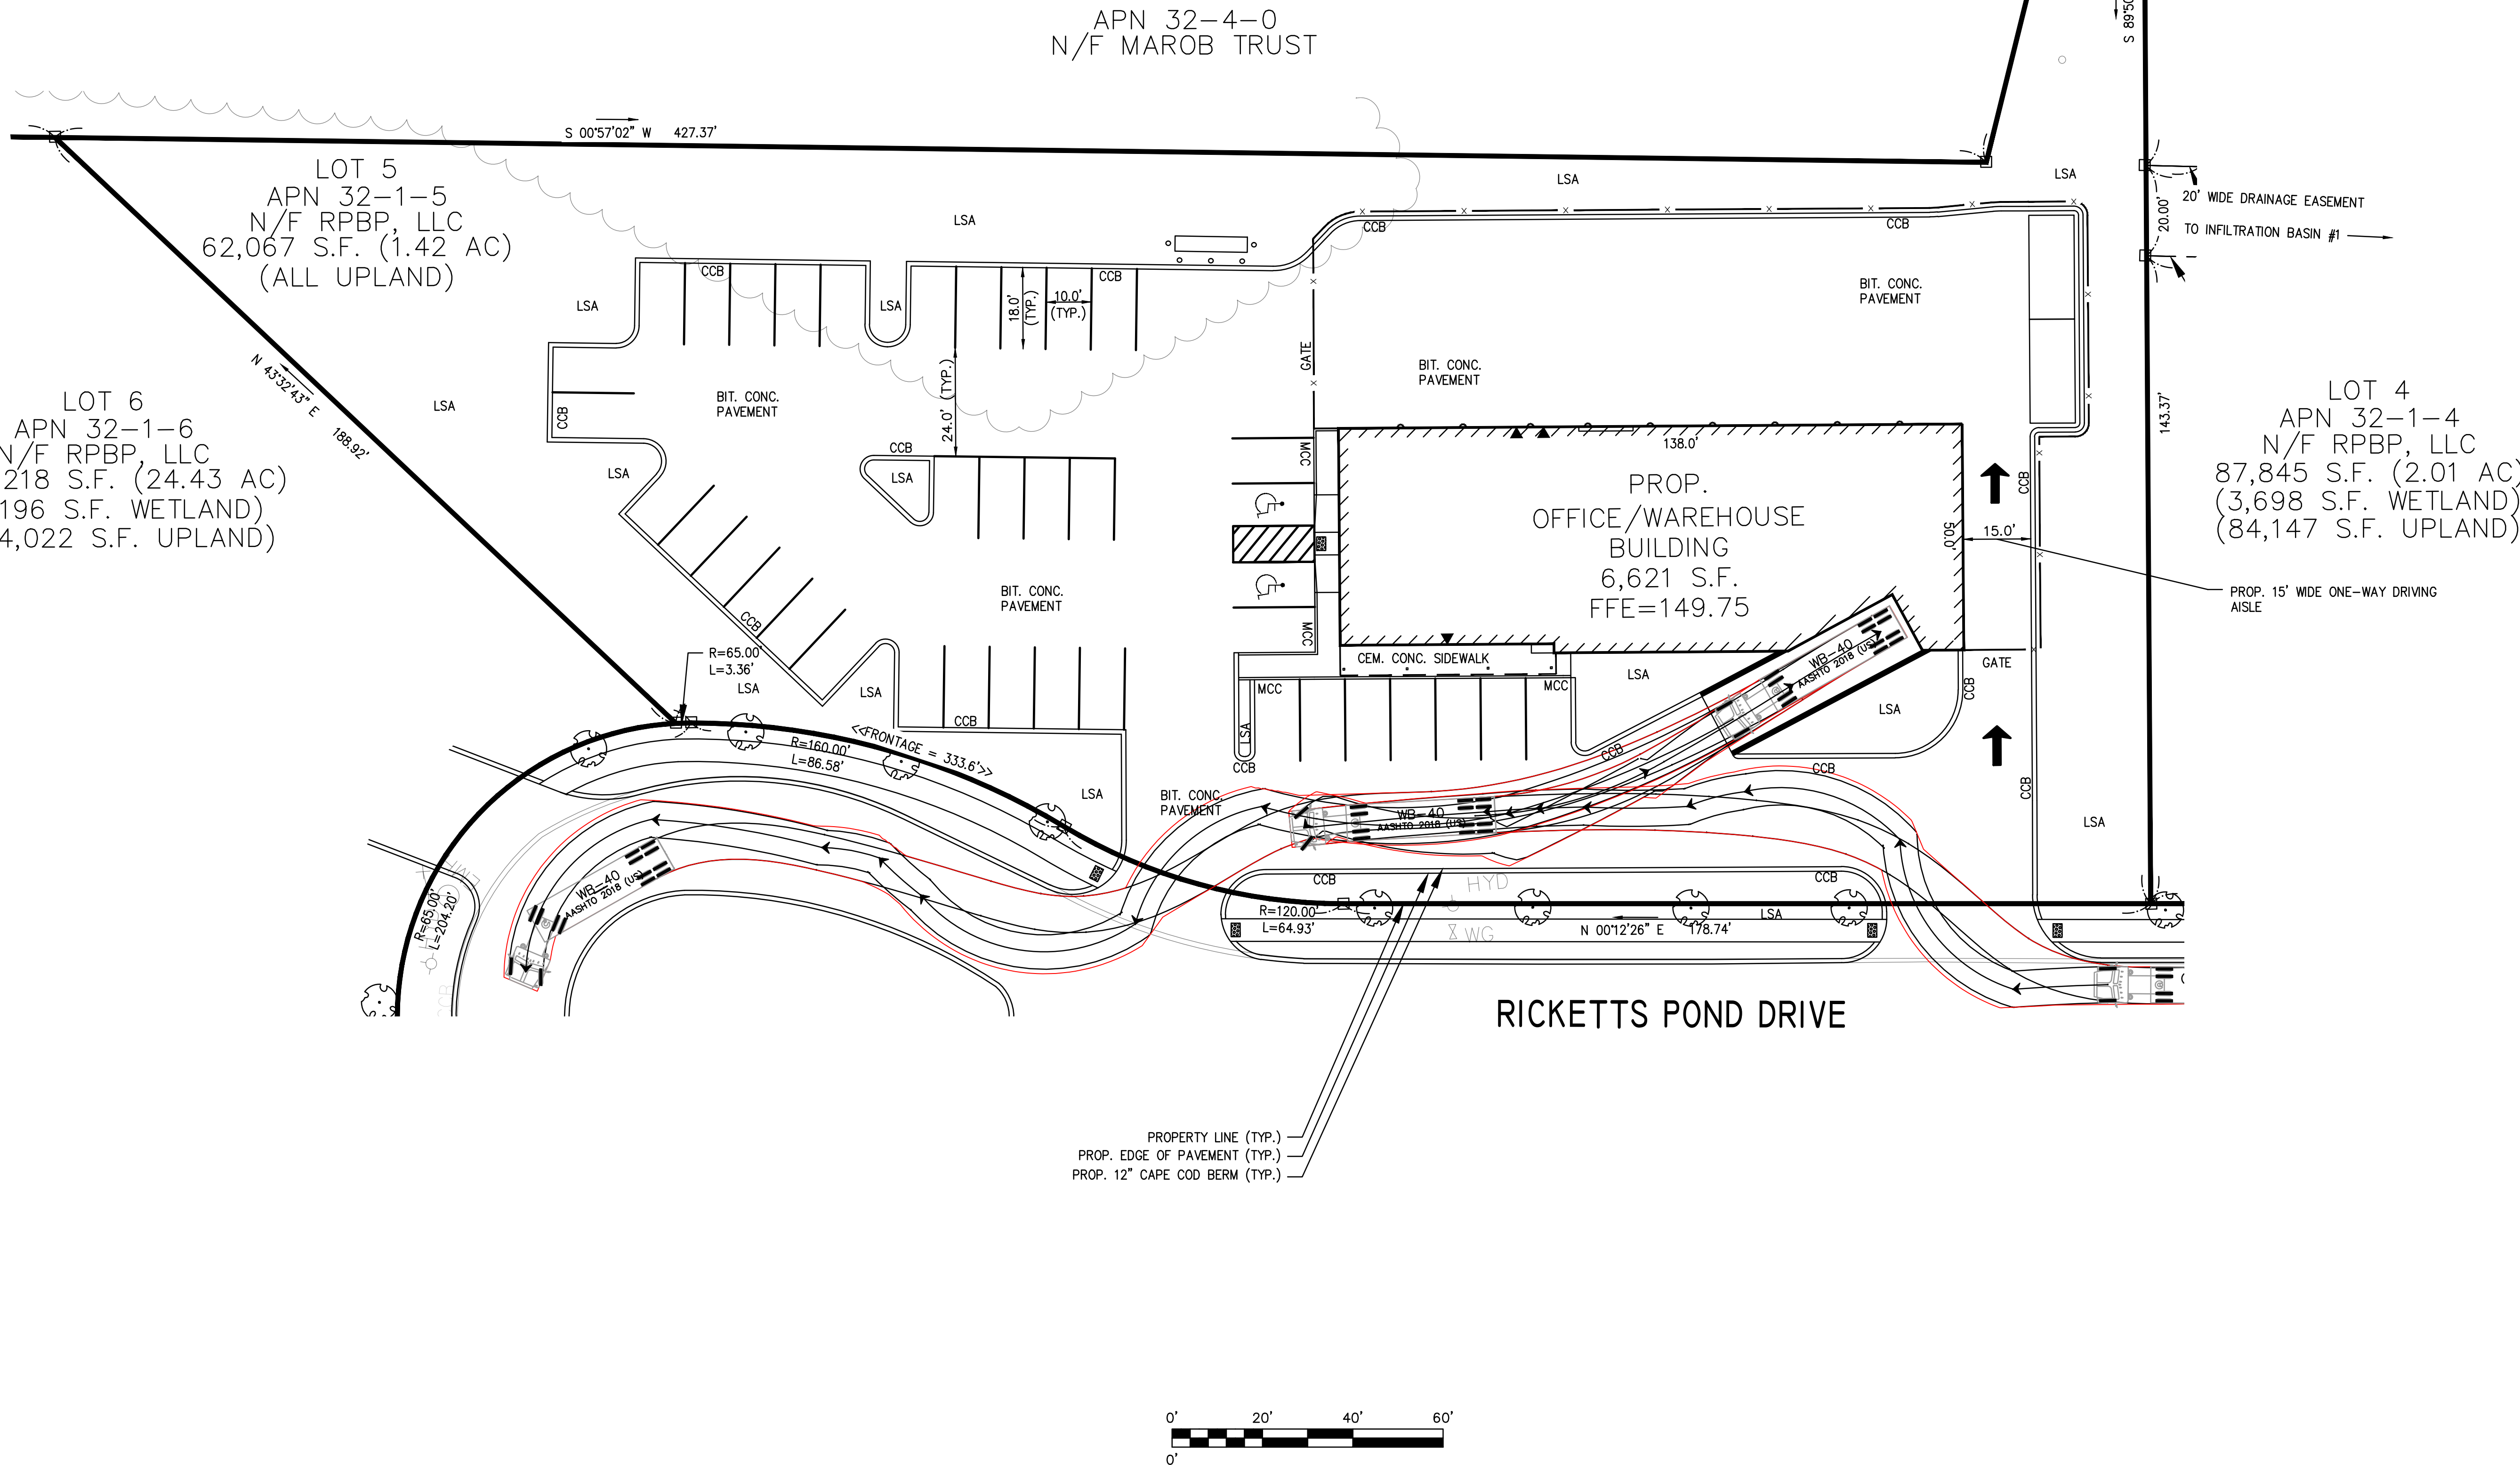 APN 32-4-0
N/F MAROB TRUST
S 00°57'02" W 427.37'
S 89°50
LOT 5
APN 32-1-5
N/F RPBP, LLC
62,067 S.F. (1.42 AC)
(ALL UPLAND)
LSA
LSA
LSA
20' WIDE DRAINAGE EASEMENT
20.00'
TO INFILTRATION BASIN #1
CCB
CCB
CCB
CCB
LSA
LSA
18.0'
(TYP.)
10.0'
(TYP.)
BIT. CONC.
PAVEMENT
GATE
BIT. CONC.
PAVEMENT
N 43°32'43" E
188.92'
LSA
24.0' (TYP.)
BIT. CONC.
PAVEMENT
CCB
143.37'
LOT 6
APN 32-1-6
N/F RPBP, LLC
218 S.F. (24.43 AC)
196 S.F. WETLAND)
4,022 S.F. UPLAND)
LOT 4
APN 32-1-4
N/F RPBP, LLC
87,845 S.F. (2.01 AC)
(3,698 S.F. WETLAND)
(84,147 S.F. UPLAND)
LSA
CCB
LSA
MCC
138.0'
PROP.
OFFICE/WAREHOUSE
BUILDING
6,621 S.F.
FFE=149.75
50.0'
15.0'
CCB
PROP. 15' WIDE ONE-WAY DRIVING
AISLE
BIT. CONC.
PAVEMENT
CCB
MCC
R=65.00'
L=3.36'
LSA
LSA
CEM. CONC. SIDEWALK
MCC
MCC
LSA
WB-40
AASHTO 2018 (US)
GATE
CCB
LSA
CCB
<<FRONTAGE = 333.6'>>
R=160.00'
L=86.58'
LSA
CCB
CCB
CCB
CCB
LSA
BIT. CONC.
PAVEMENT
WB-40
AASHTO 2018 (US)
LSA
WB-40
AASHTO 2018 (US)
R=65.00'
L=204.20'
LMIT
CCB
CCB
HYD
CCB
R=120.00'
L=64.93'
WG
N 00°12'26" E 178.74'
LSA
RICKETTS POND DRIVE
PROPERTY LINE (TYP.)
PROP. EDGE OF PAVEMENT (TYP.)
PROP. 12" CAPE COD BERM (TYP.)
0' 20' 40' 60'
0'